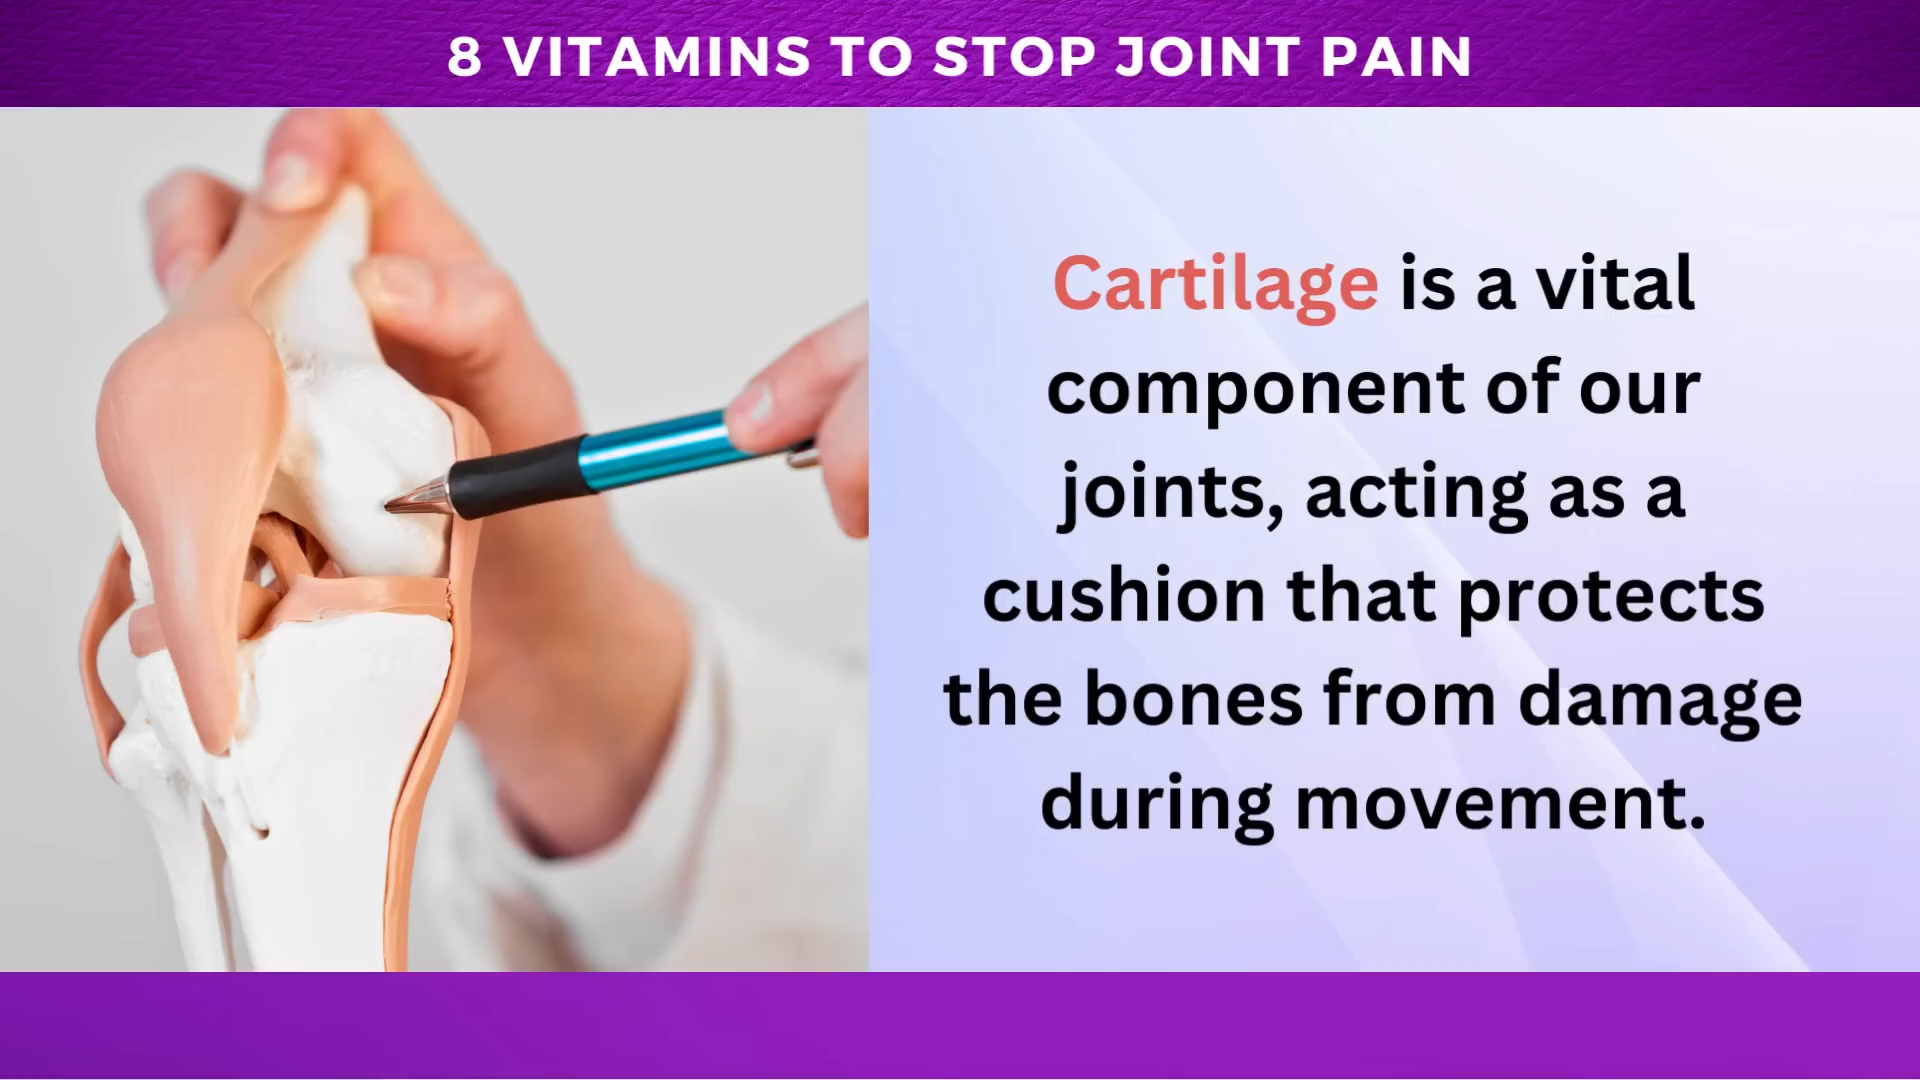 8 VITAMINS TO STOP JOINT PAIN
Cartilage is a vital
component of our
joints, acting as a
cushion that protects
the bones from damage
during movement.